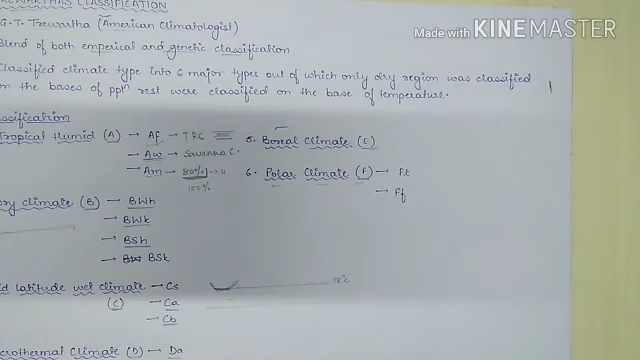 Made with KINEMASTER
TREWARTHAS CLASSIFICATION
G.T. Trewartha (American Climatologist)
Blend of both emperical and genetic classification
Classified climate type into 6 major types out of which only dry region was classified
on the bases of pptn rest were classified on the base of temperature.
Tropical Humid (A) → Af → TRC
→ Aw → Savanna C.
→ Am →
Dry climate (B) → BWh
→ BWk
→ BSh
→ BSk
latitude wet climate → Cs
(C) → Ca
→ Cb
Climate (D) → Da
5. Boreal Climate (E)
6. Polar Climate (F) → Ft
→ Ff
18°C